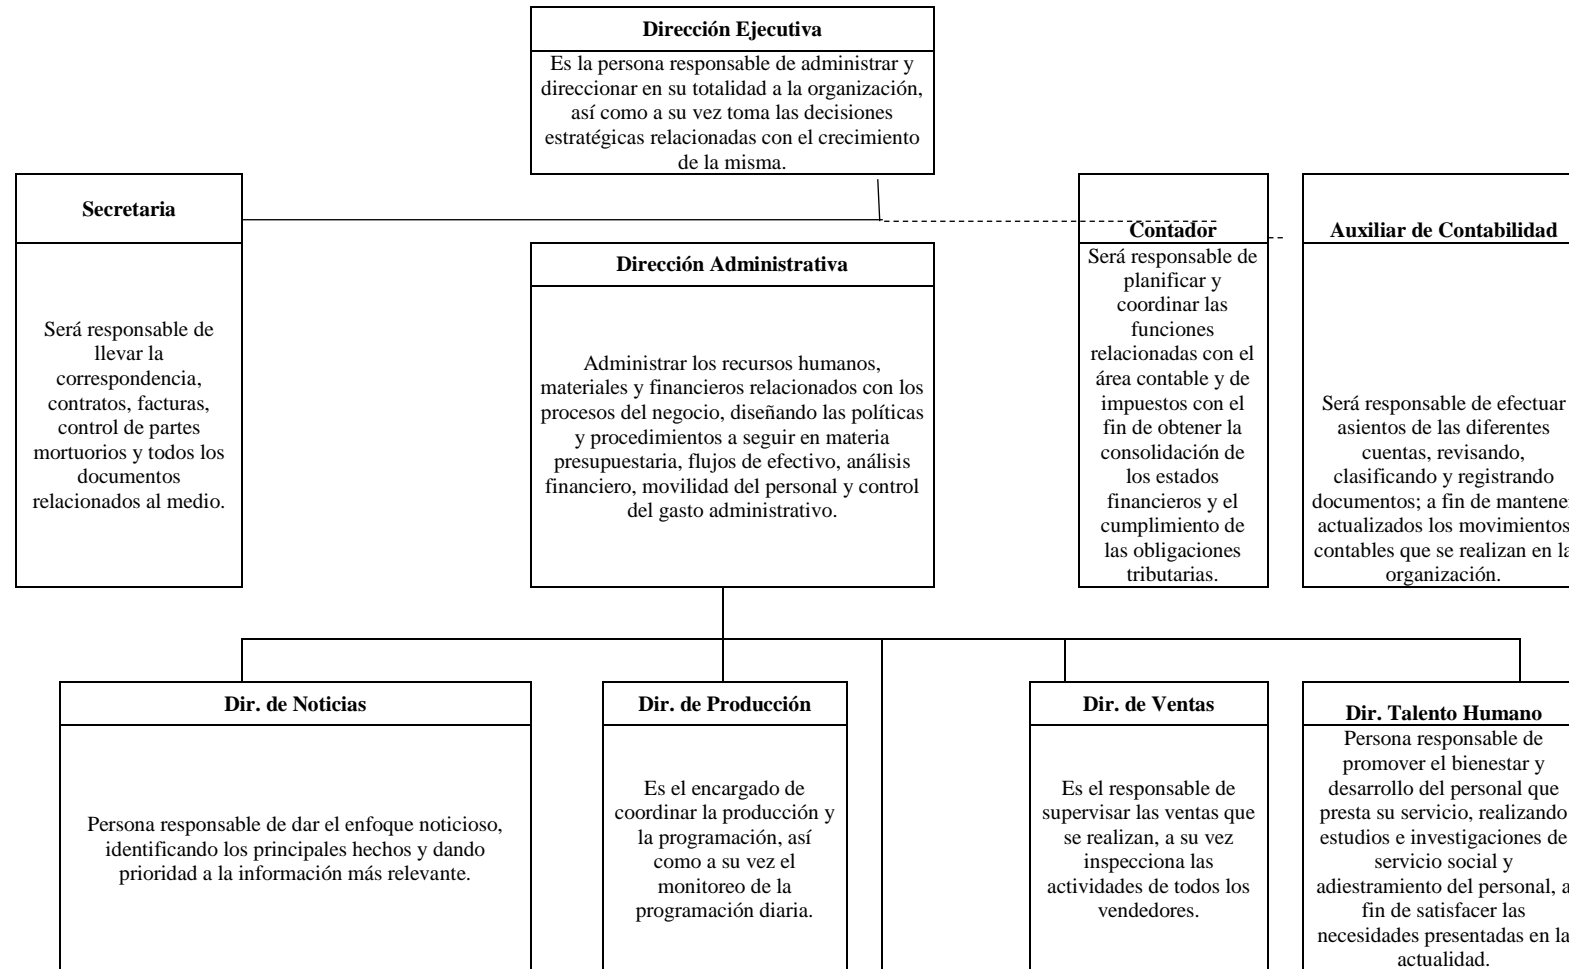 Dirección Ejecutiva
Es la persona responsable de administrar y
direccionar en su totalidad a la organización,
así como a su vez toma las decisiones
estratégicas relacionadas con el crecimiento
de la misma.
Secretaria
Será responsable de
llevar la
correspondencia,
contratos, facturas,
control de partes
mortuorios y todos los
documentos
relacionados al medio.
Dirección Administrativa
Administrar los recursos humanos,
materiales y financieros relacionados con los
procesos del negocio, diseñando las políticas
y procedimientos a seguir en materia
presupuestaria, flujos de efectivo, análisis
financiero, movilidad del personal y control
del gasto administrativo.
Contador
Será responsable de
planificar y
coordinar las
funciones
relacionadas con el
área contable y de
impuestos con el
fin de obtener la
consolidación de
los estados
financieros y el
cumplimiento de
las obligaciones
tributarias.
Auxiliar de Contabilidad
Será responsable de efectuar
asientos de las diferentes
cuentas, revisando,
clasificando y registrando
documentos; a fin de mantener
actualizados los movimientos
contables que se realizan en la
organización.
Dir. de Noticias
Persona responsable de dar el enfoque noticioso,
identificando los principales hechos y dando
prioridad a la información más relevante.
Dir. de Producción
Es el encargado de
coordinar la producción y
la programación, así
como a su vez el
monitoreo de la
programación diaria.
Dir. de Ventas
Es el responsable de
supervisar las ventas que
se realizan, a su vez
inspecciona las
actividades de todos los
vendedores.
Dir. Talento Humano
Persona responsable de
promover el bienestar y
desarrollo del personal que
presta su servicio, realizando
estudios e investigaciones de
servicio social y
adiestramiento del personal, a
fin de satisfacer las
necesidades presentadas en la
actualidad.